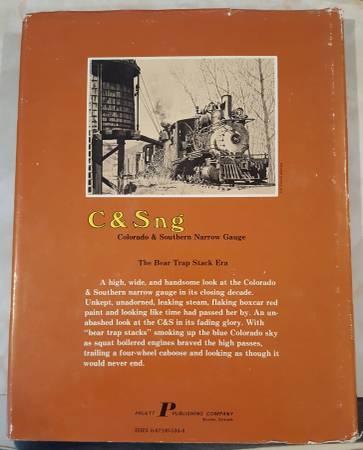 C & S n g
Colorado & Southern Narrow Gauge
The Bear Trap Stack Era
A high, wide, and handsome look at the Colorado
& Southern narrow gauge in its closing decade.
Unkept, unadorned, leaking steam, flaking boxcar red
paint and looking like time had passed her by. An un-
abashed look at the C&S in its fading glory. With
"bear trap stacks" smoking up the blue Colorado sky
as squat boilered engines braved the high passes,
trailing a four-wheel caboose and looking as though it
would never end.
PRUETT P PUBLISHING COMPANY
Boulder, Colorado